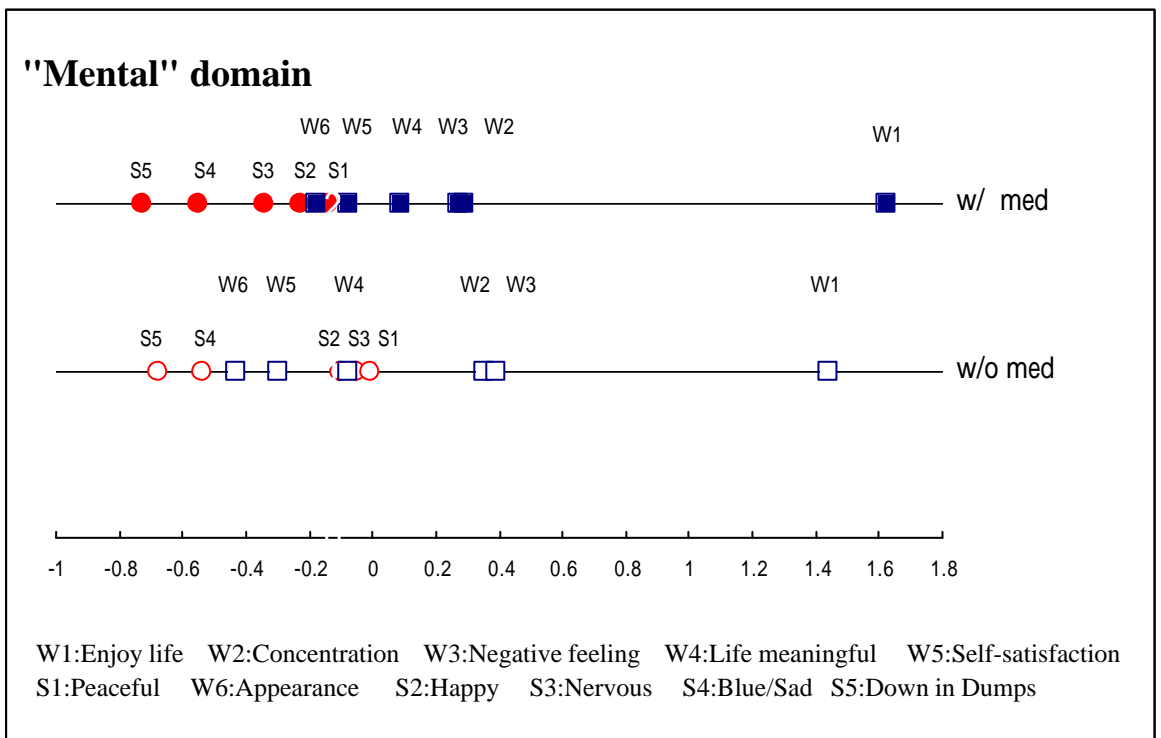 "Mental" domain
W6 W5 W4 W3 W2 W1
S5 S4 S3 S2 S1
w/ med
W6 W5 W4 W2 W3 W1
S5 S4 S2 S3 S1
w/o med
-1 -0.8 -0.6 -0.4 -0.2 0 0.2 0.4 0.6 0.8 1 1.2 1.4 1.6 1.8
W1:Enjoy life W2:Concentration W3:Negative feeling W4:Life meaningful W5:Self-satisfaction
S1:Peaceful W6:Appearance S2:Happy S3:Nervous S4:Blue/Sad S5:Down in Dumps